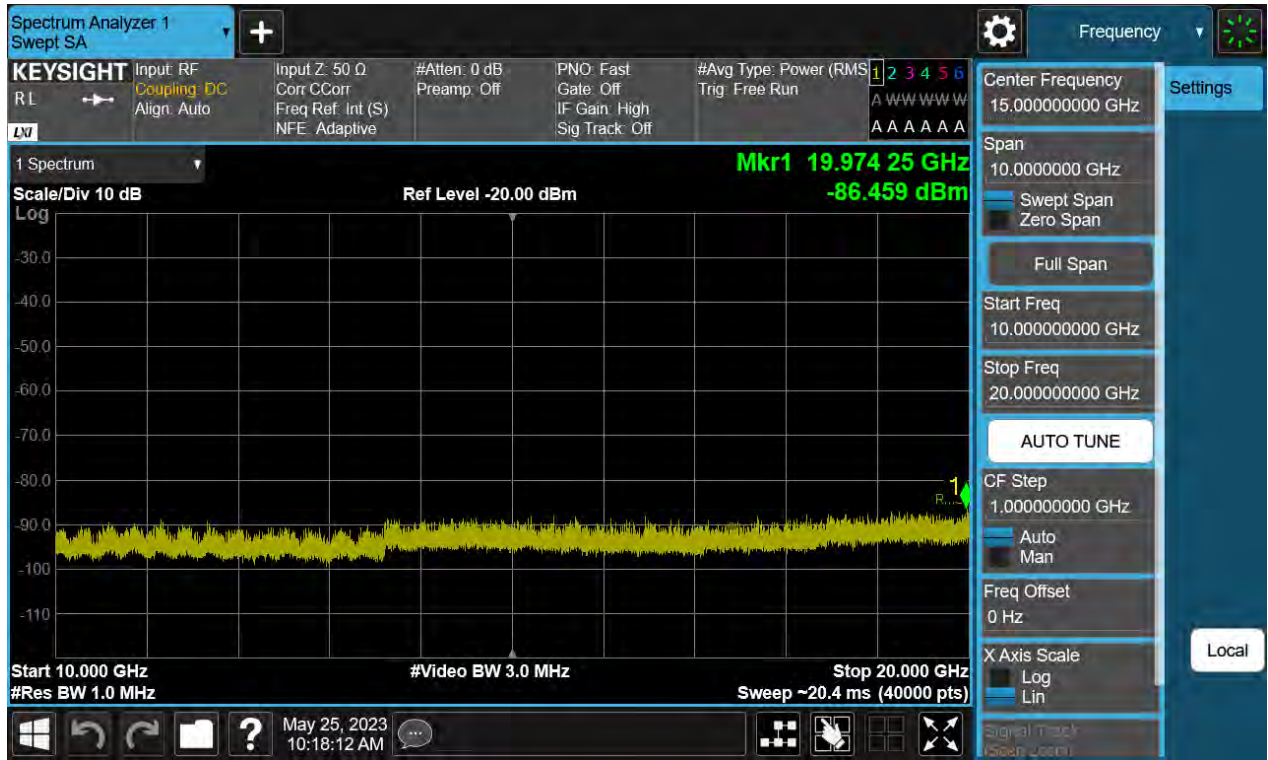 Spectrum Analyzer 1
Swept SA
+
Frequency
KEYSIGHT
RL
LXI
Input: RF
Coupling: DC
Align: Auto
Input Z: 50 Ω
Corr CCorr
Freq Ref: Int (S)
NFE: Adaptive
#Atten: 0 dB
Preamp: Off
PNO: Fast
Gate: Off
IF Gain: High
Sig Track: Off
#Avg Type: Power (RMS
Trig: Free Run
1 2 3 4 5 6
A W W W W W
A A A A A A
1 Spectrum
Mkr1 19.974 25 GHz
Scale/Div 10 dB
Ref Level -20.00 dBm
-86.459 dBm
Log
-30.0
-40.0
-50.0
-60.0
-70.0
-80.0
-90.0
-100
-110
1
Start 10.000 GHz
#Video BW 3.0 MHz
Stop 20.000 GHz
#Res BW 1.0 MHz
Sweep ~20.4 ms (40000 pts)
Center Frequency
15.000000000 GHz
Settings
Span
10.0000000 GHz
Swept Span
Zero Span
Full Span
Start Freq
10.000000000 GHz
Stop Freq
20.000000000 GHz
AUTO TUNE
CF Step
1.000000000 GHz
Auto
Man
Freq Offset
0 Hz
X Axis Scale
Log
Lin
Local
Signal Track
(Span Zoom)
?
May 25, 2023
10:18:12 AM